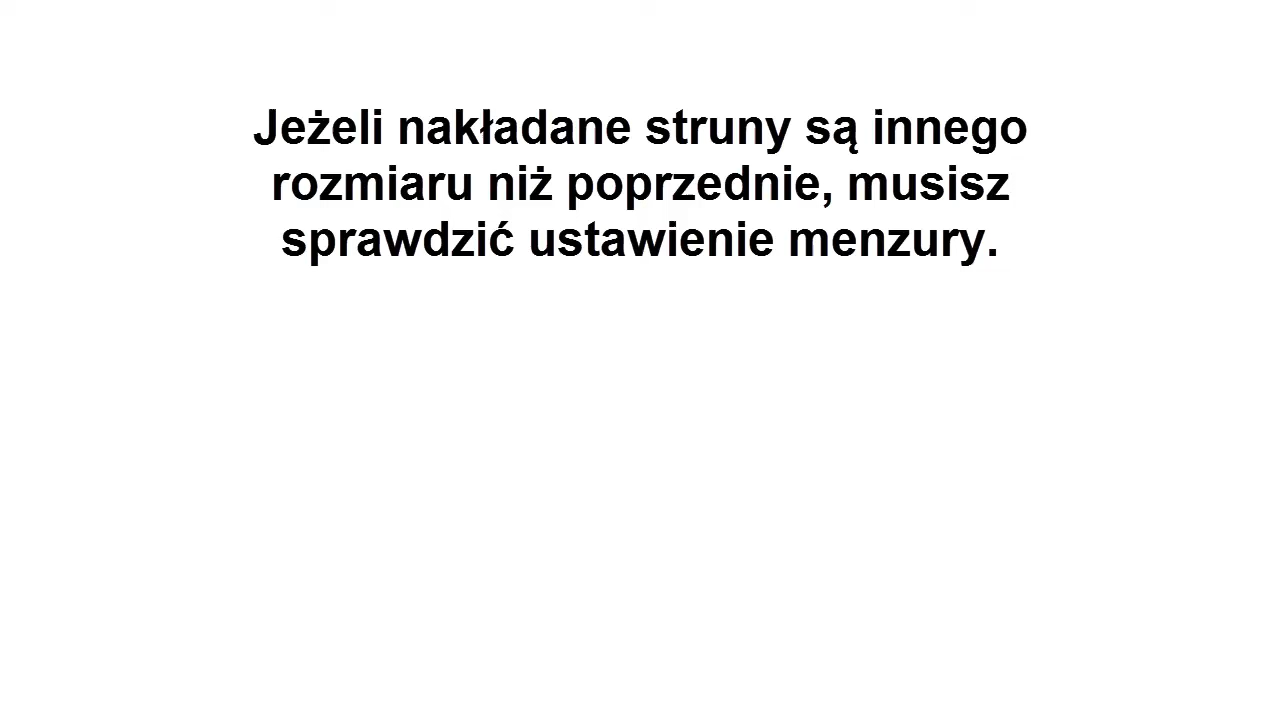 Jeżeli nakładane struny są innego
rozmiaru niż poprzednie, musisz
sprawdzić ustawienie menzury.